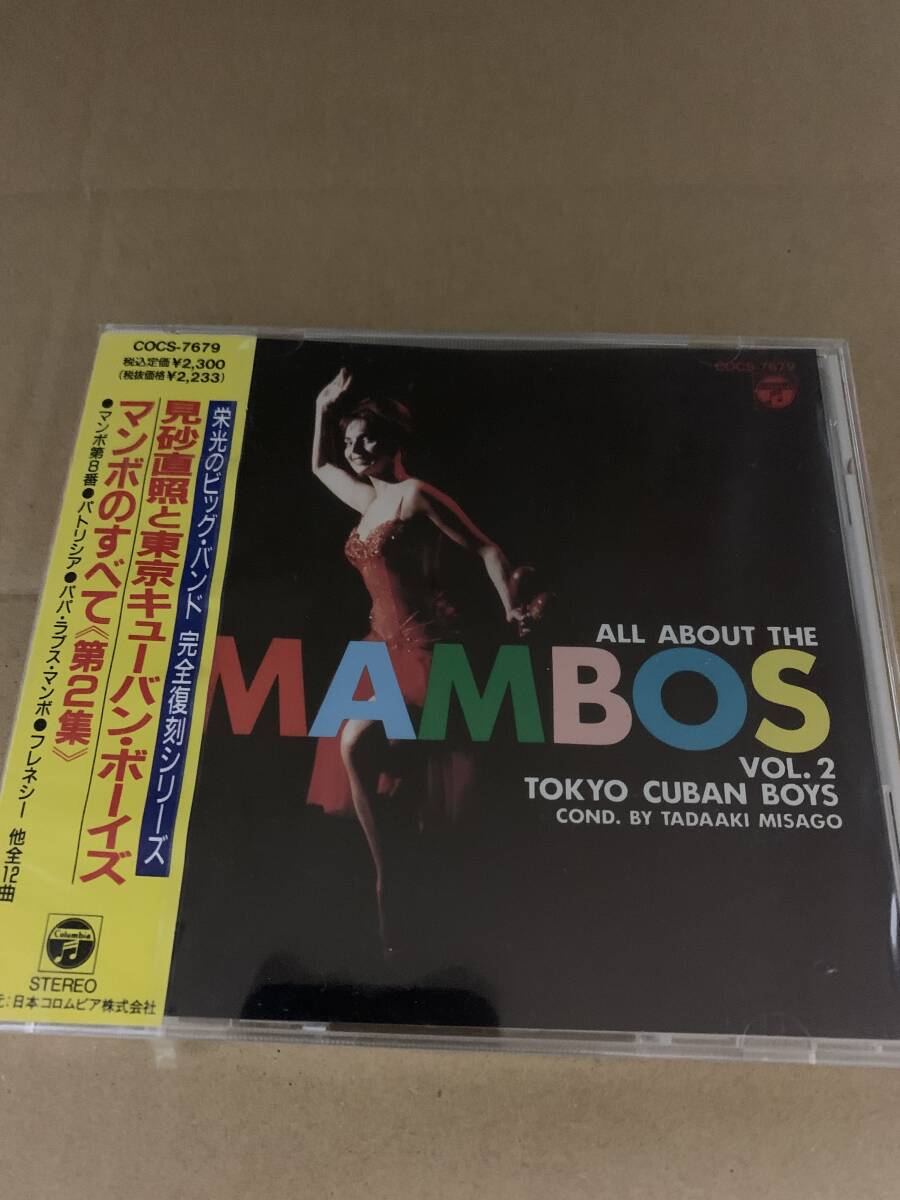 COCS-7679
税込定価¥2,300
(税抜価格¥2,233)
栄光のビッグ・バンド 完全復刻シリーズ
見砂直照と東京キューバン・ボーイズ
マンボのすべて《第2集》
●マンボ第8番●パトリシア●パパ・ラブス・マンボ●フレネシー 他全12曲
Columbia
STEREO
元:日本コロムビア株式会社
COCS-7679
ALL ABOUT THE
MAMBOS
VOL.2
TOKYO CUBAN BOYS
COND. BY TADAAKI MISAGO